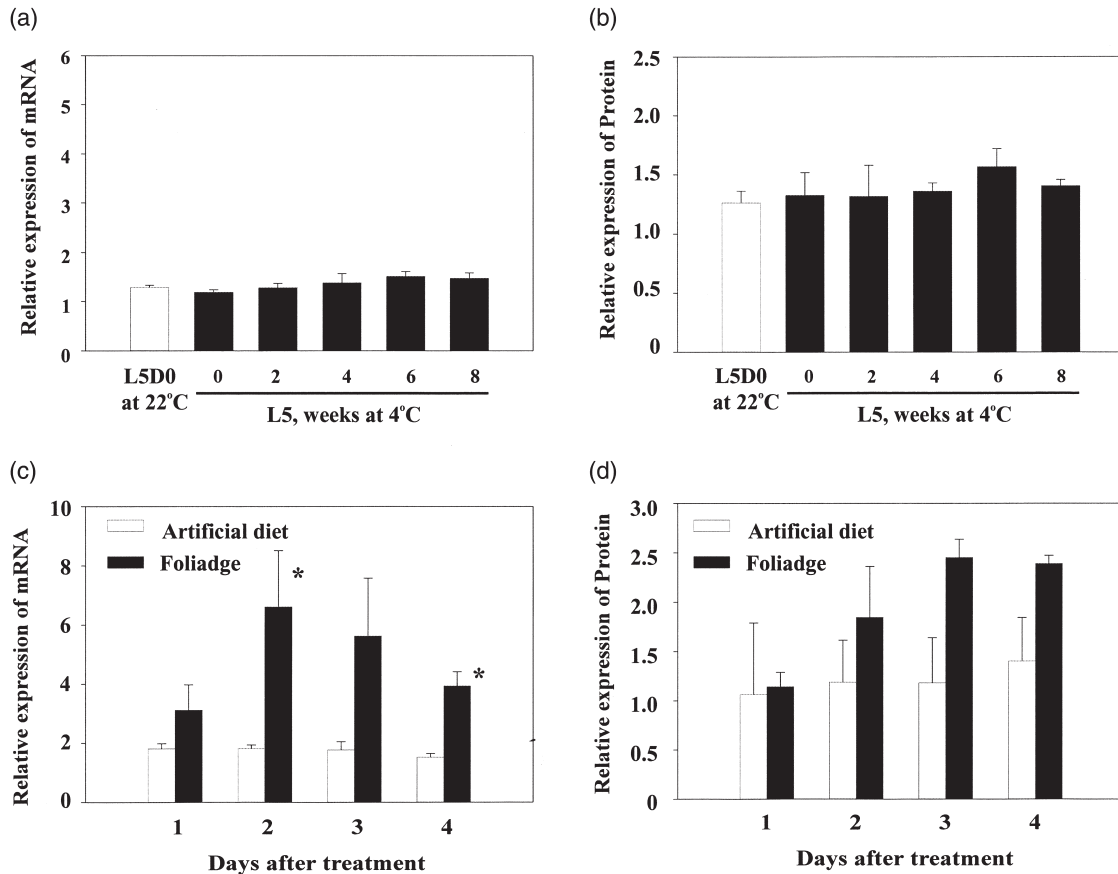 (a)
Relative expression of mRNA
6
5
4
3
2
1
0
L5D0
at 22°C
0 2 4 6 8
L5, weeks at 4°C
(b)
Relative expression of Protein
2.5
2.0
1.5
1.0
0.5
0
L5D0
at 22°C
0 2 4 6 8
L5, weeks at 4°C
(c)
Relative expression of mRNA
10
8
6
4
2
0
Artificial diet
Foliadge
*
*
1 2 3 4
Days after treatment
(d)
Relative expression of Protein
3.0
2.5
2.0
1.5
1.0
0.5
0
Artificial diet
Foliadge
1 2 3 4
Days after treatment